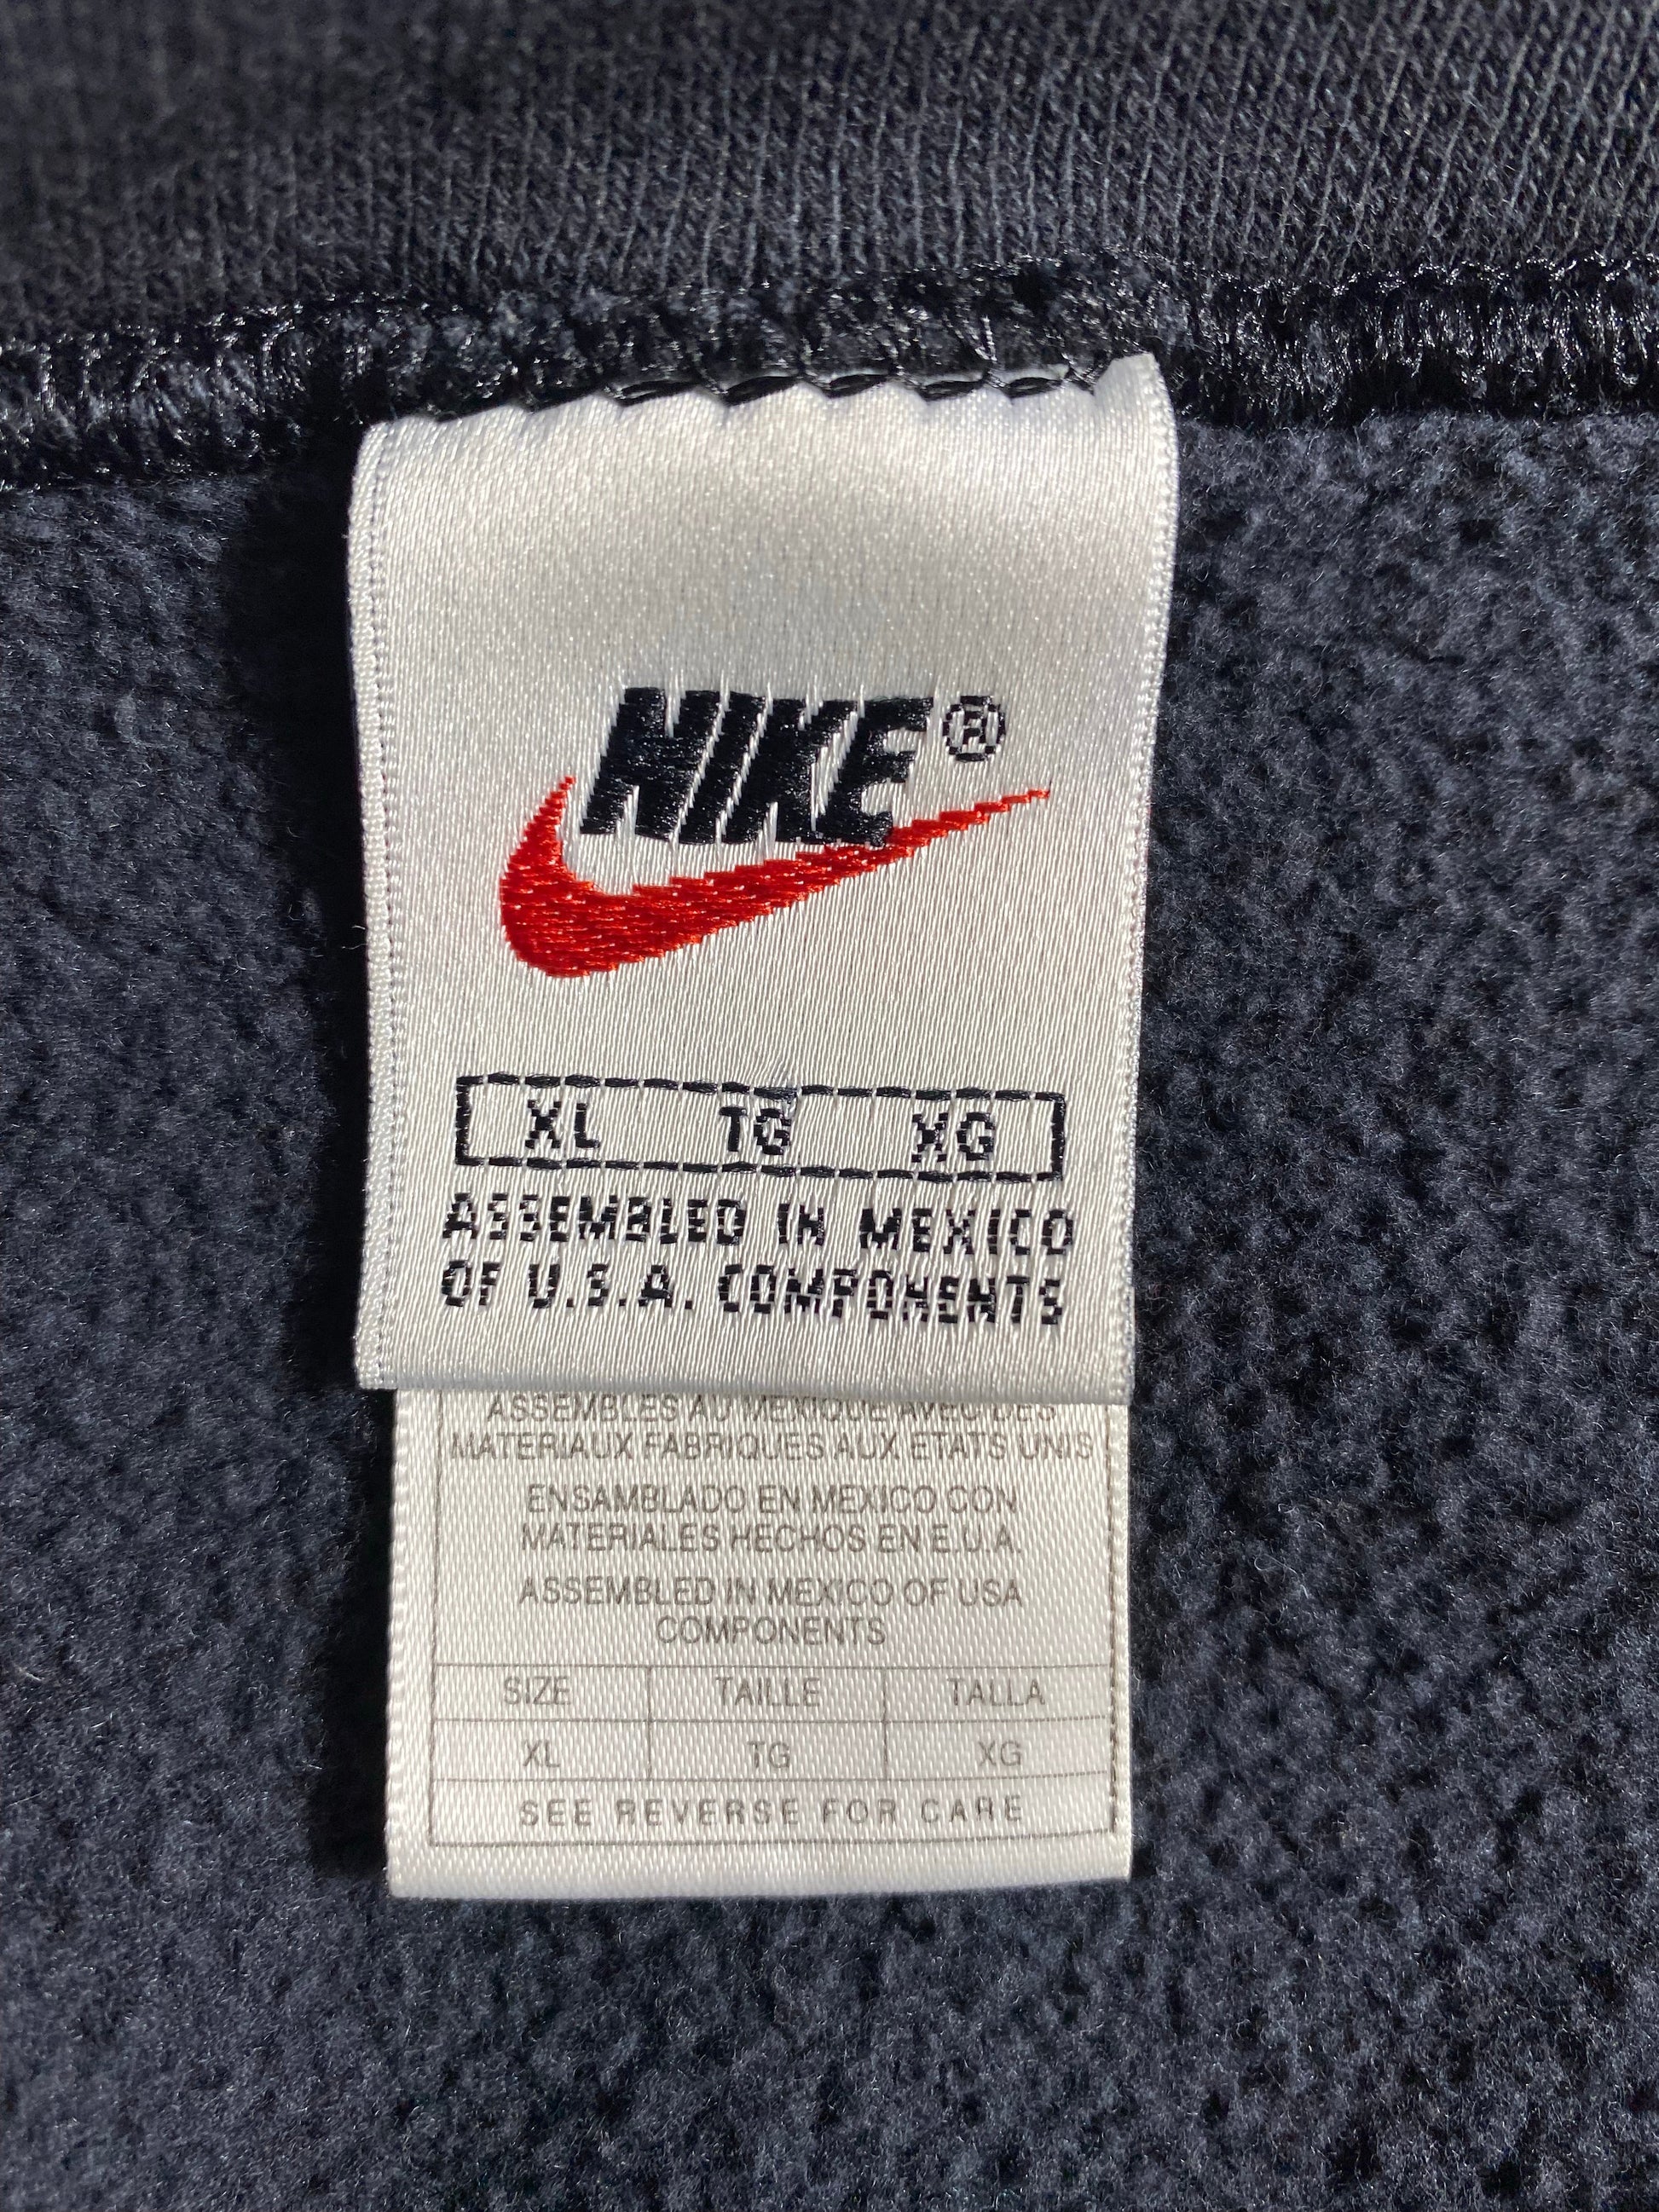 NIKE®
XL TG XG
ASSEMBLED IN MEXICO
OF U.S.A. COMPONENTS
ASSEMBLES AU MEXIQUE AVEC DES
MATERIAUX FABRIQUES AUX ETATS UNIS
ENSAMBLADO EN MEXICO CON
MATERIALES HECHOS EN E.U.A.
ASSEMBLED IN MEXICO OF USA
COMPONENTS
SIZE TAILLE TALLA
XL TG XG
SEE REVERSE FOR CARE